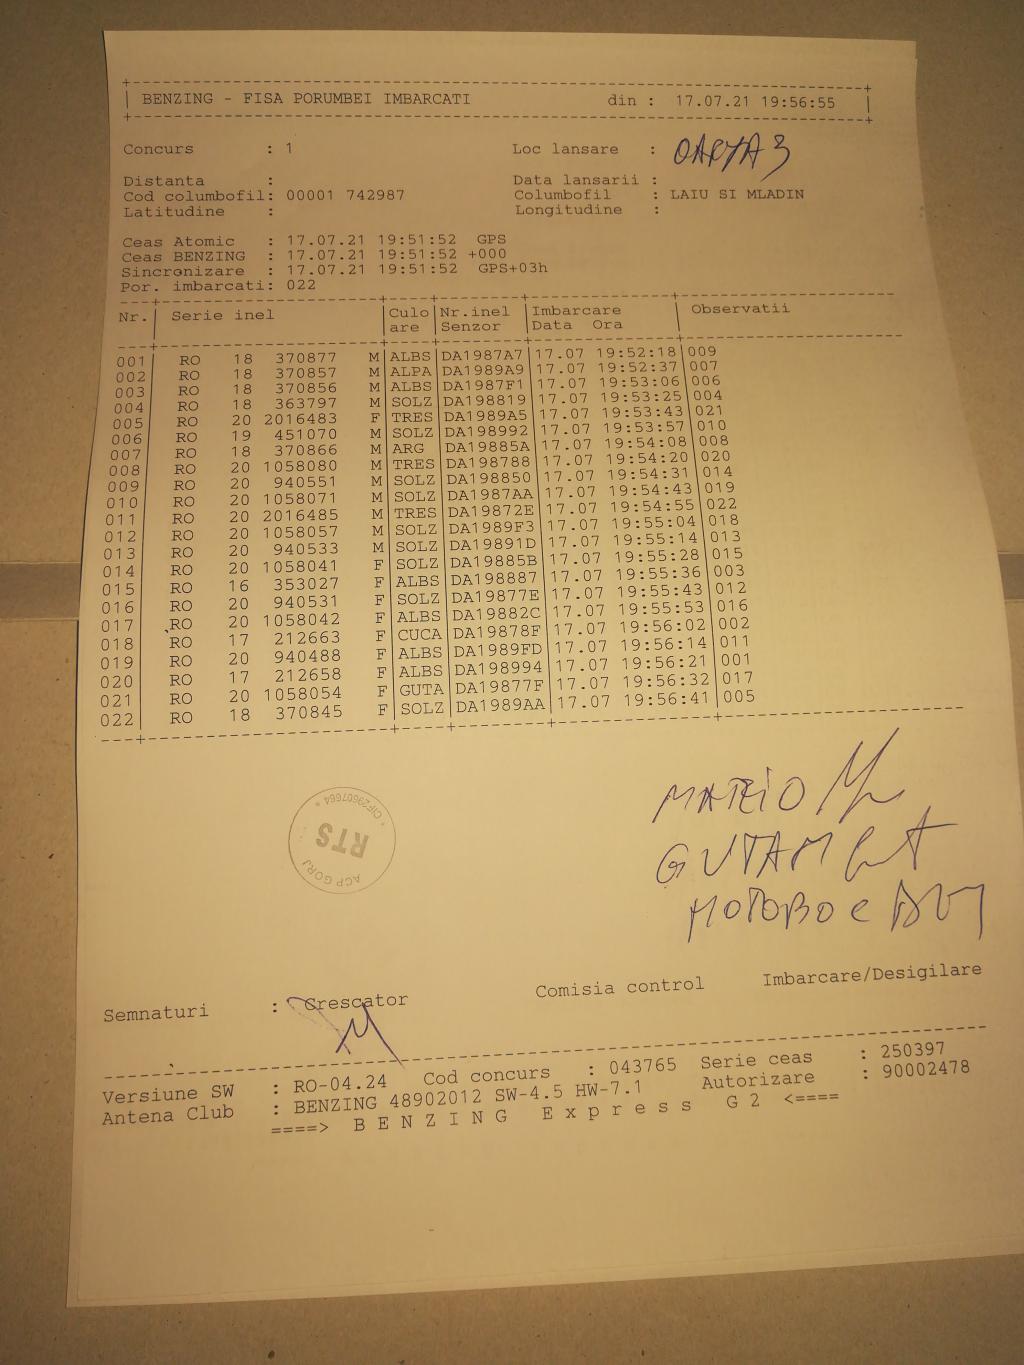 BENZING - FISA PORUMBEI IMBARCATI din : 17.07.21 19:56:55
Concurs : 1 Loc lansare :
Distanta : Data lansarii :
Cod columbofil: 00001 742987 Columbofil : LAIU SI MLADIN
Latitudine : Longitudine :
Ceas Atomic : 17.07.21 19:51:52 GPS
Ceas BENZING : 17.07.21 19:51:52 +000
Sincronizare : 17.07.21 19:51:52 GPS+03h
Por. imbarcati: 022
Nr. Serie inel Culo Nr.inel Imbarcare Observatii
are Senzor Data Ora
001 RO 18 370877 M ALBS DA1987A7 17.07 19:52:18 009
002 RO 18 370857 M ALPA DA1989A9 17.07 19:52:37 007
003 RO 18 370856 M ALBS DA1987F1 17.07 19:53:06 006
004 RO 18 363797 M SOLZ DA198819 17.07 19:53:25 004
005 RO 20 2016483 F TRES DA1989A5 17.07 19:53:43 021
006 RO 19 451070 M SOLZ DA198992 17.07 19:53:57 010
007 RO 18 370866 M ARG DA19885A 17.07 19:54:08 008
008 RO 20 1058080 M TRES DA198788 17.07 19:54:20 020
009 RO 20 940551 M SOLZ DA198850 17.07 19:54:31 014
010 RO 20 1058071 M SOLZ DA1987AA 17.07 19:54:43 019
011 RO 20 2016485 M TRES DA19872E 17.07 19:54:55 022
012 RO 20 1058057 M SOLZ DA1989F3 17.07 19:55:04 018
013 RO 20 940533 M SOLZ DA19891D 17.07 19:55:14 013
014 RO 20 1058041 F SOLZ DA19885B 17.07 19:55:28 015
015 RO 16 353027 F ALBS DA198887 17.07 19:55:36 003
016 RO 20 940531 F SOLZ DA19877E 17.07 19:55:43 012
017 RO 20 1058042 F ALBS DA19882C 17.07 19:55:53 016
018 RO 17 212663 F CUCA DA19878F 17.07 19:56:02 002
019 RO 20 940488 F ALBS DA1989FD 17.07 19:56:14 011
020 RO 17 212658 F ALBS DA198994 17.07 19:56:21 001
021 RO 20 1058054 F GUTA DA19877F 17.07 19:56:32 017
022 RO 18 370845 F SOLZ DA1989AA 17.07 19:56:41 005
MATEIO
GUTAM
ACP GORJ
RTS
* CIF29607664 *
Semnaturi : Crescator Comisia control Imbarcare/Desigilare
Versiune SW : RO-04.24 Cod concurs : 043765 Serie ceas : 250397
Antena Club : BENZING 48902012 SW-4.5 HW-7.1 Autorizare : 90002478
====> B E N Z I N G E x p r e s s G 2 <====